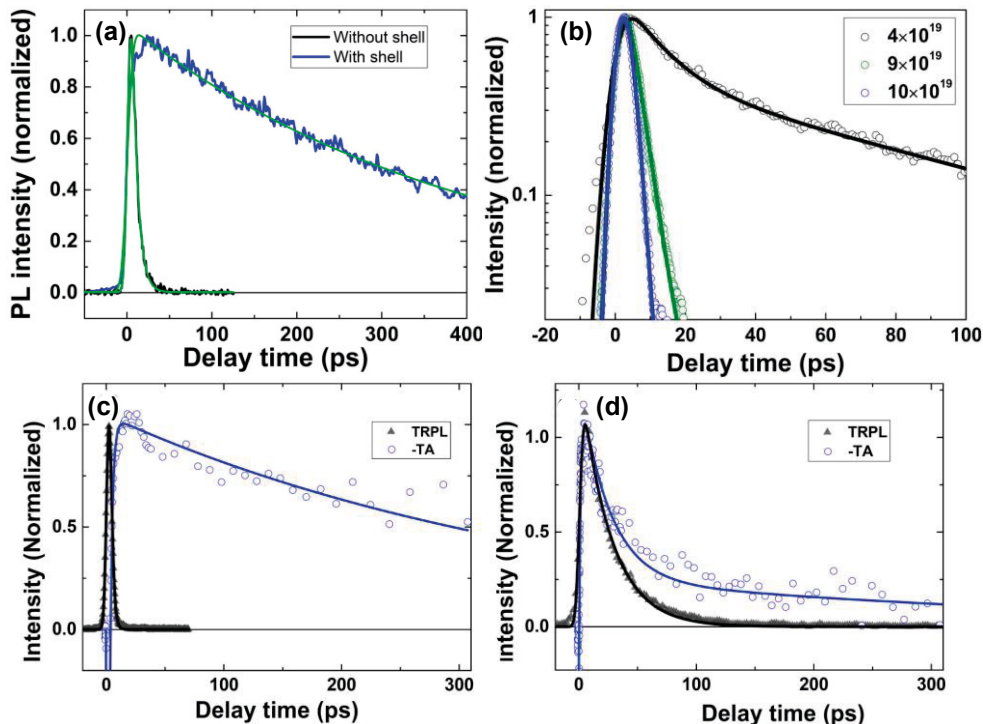 (a)
Without shell
With shell
PL intensity (normalized)
1.0
0.8
0.6
0.4
0.2
0.0
0 100 200 300 400
Delay time (ps)
(b)
4×10¹⁹
9×10¹⁹
10×10¹⁹
Intensity (normalized)
1
0.1
-20 0 20 40 60 80 100
Delay time (ps)
(c)
TRPL
-TA
Intensity (Normalized)
1.0
0.5
0.0
0 100 200 300
Delay time (ps)
(d)
TRPL
-TA
Intensity (Normalized)
1.0
0.5
0.0
0 100 200 300
Delay time (ps)